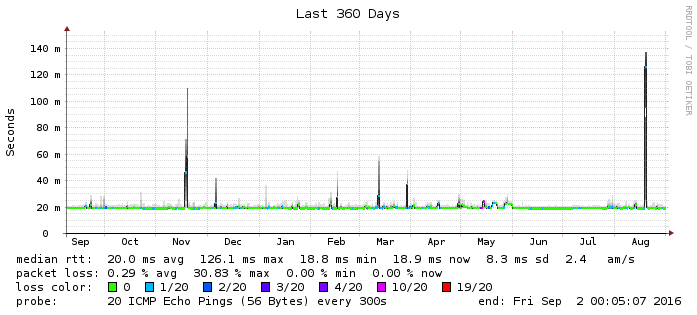 Last 360 Days
RRDTOOL / TOBI OETIKER
Seconds
140 m
120 m
100 m
80 m
60 m
40 m
20 m
0
Sep Oct Nov Dec Jan Feb Mar Apr May Jun Jul Aug
median rtt: 20.0 ms avg 126.1 ms max 18.8 ms min 18.9 ms now 8.3 ms sd 2.4 am/s
packet loss: 0.29 % avg 30.83 % max 0.00 % min 0.00 % now
loss color: 0 1/20 2/20 3/20 4/20 10/20 19/20
probe: 20 ICMP Echo Pings (56 Bytes) every 300s end: Fri Sep 2 00:05:07 2016